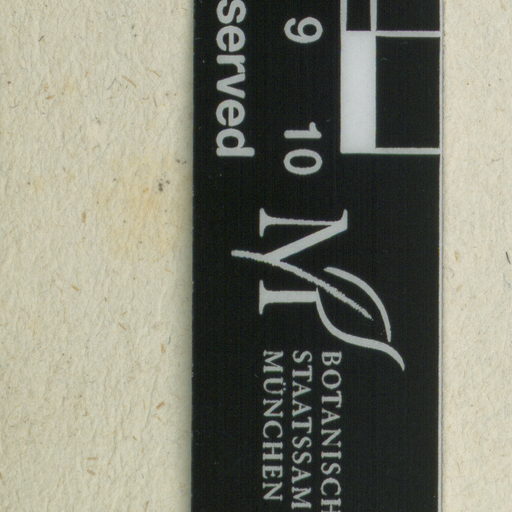 served
9
10
BOTANISCH
STAATSSAM
MÜNCHEN